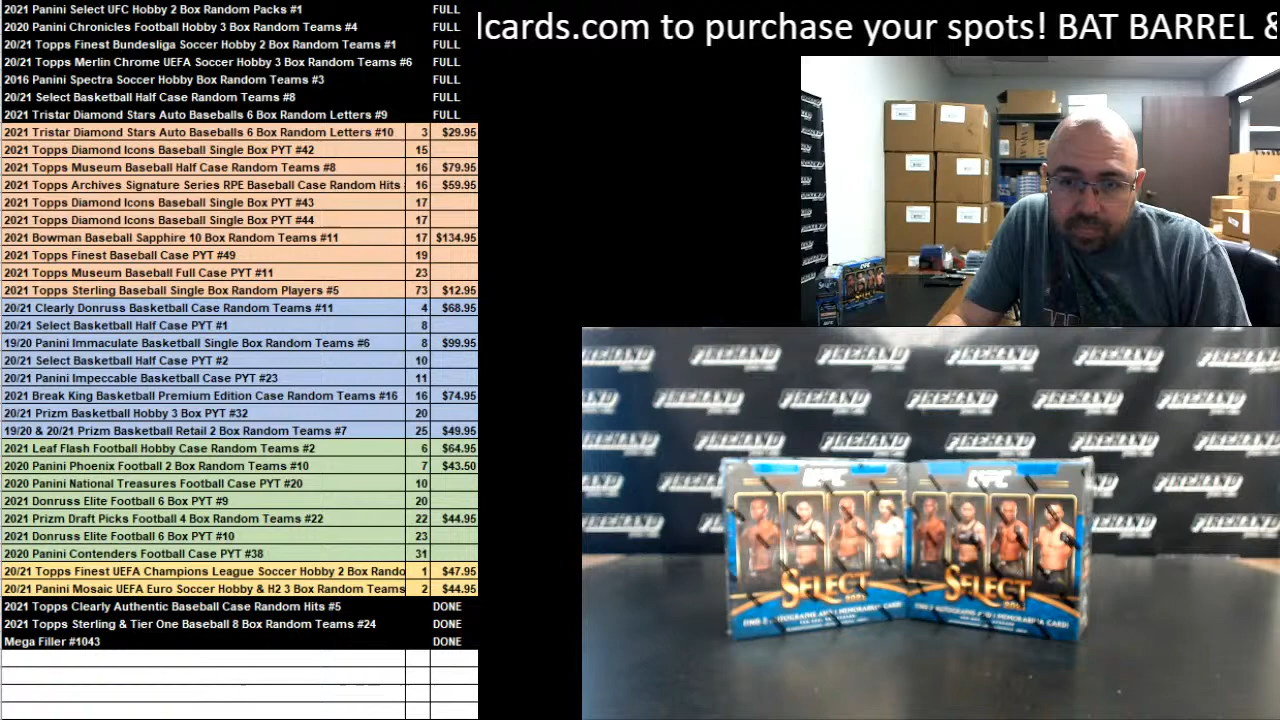 2021 Panini Select UFC Hobby 2 Box Random Packs #1 FULL
2020 Panini Chronicles Football Hobby 3 Box Random Teams #4 FULL
20/21 Topps Finest Bundesliga Soccer Hobby 2 Box Random Teams #1 FULL
20/21 Topps Merlin Chrome UEFA Soccer Hobby 3 Box Random Teams #6 FULL
2016 Panini Spectra Soccer Hobby Box Random Teams #3 FULL
20/21 Select Basketball Half Case Random Teams #8 FULL
2021 Tristar Diamond Stars Auto Baseballs 6 Box Random Letters #9 FULL
2021 Tristar Diamond Stars Auto Baseballs 6 Box Random Letters #10 3 $29.95
2021 Topps Diamond Icons Baseball Single Box PYT #42 15
2021 Topps Museum Baseball Half Case Random Teams #8 16 $79.95
2021 Topps Archives Signature Series RPE Baseball Case Random Hits 16 $59.95
2021 Topps Diamond Icons Baseball Single Box PYT #43 17
2021 Topps Diamond Icons Baseball Single Box PYT #44 17
2021 Bowman Baseball Sapphire 10 Box Random Teams #11 17 $134.95
2021 Topps Finest Baseball Case PYT #49 19
2021 Topps Museum Baseball Full Case PYT #11 23
2021 Topps Sterling Baseball Single Box Random Players #5 73 $12.95
20/21 Clearly Donruss Basketball Case Random Teams #11 4 $68.95
20/21 Select Basketball Half Case PYT #1 8
19/20 Panini Immaculate Basketball Single Box Random Teams #6 8 $99.95
20/21 Select Basketball Half Case PYT #2 10
20/21 Panini Impeccable Basketball Case PYT #23 11
2021 Break King Basketball Premium Edition Case Random Teams #16 16 $74.95
20/21 Prizm Basketball Hobby 3 Box PYT #32 20
19/20 & 20/21 Prizm Basketball Retail 2 Box Random Teams #7 25 $49.95
2021 Leaf Flash Football Hobby Case Random Teams #2 6 $64.95
2020 Panini Phoenix Football 2 Box Random Teams #10 7 $43.50
2020 Panini National Treasures Football Case PYT #20 10
2021 Donruss Elite Football 6 Box PYT #9 20
2021 Prizm Draft Picks Football 4 Box Random Teams #22 22 $44.95
2021 Donruss Elite Football 6 Box PYT #10 23
2020 Panini Contenders Football Case PYT #38 31
20/21 Topps Finest UEFA Champions League Soccer Hobby 2 Box Rando 1 $47.95
20/21 Panini Mosaic UEFA Euro Soccer Hobby & H2 3 Box Random Teams 2 $44.95
2021 Topps Clearly Authentic Baseball Case Random Hits #5 DONE
2021 Topps Sterling & Tier One Baseball 8 Box Random Teams #24 DONE
Mega Filler #1043 DONE
lcards.com to purchase your spots! BAT BARREL &
FIREHAND FIREHAND FIREHAND FIREHAND FIREHAND FIREHAND
FIREHAND FIREHAND FIREHAND FIREHAND FIREHAND
FIREHAND FIREHAND
UFC UFC
SELECT SELECT
2021 2021